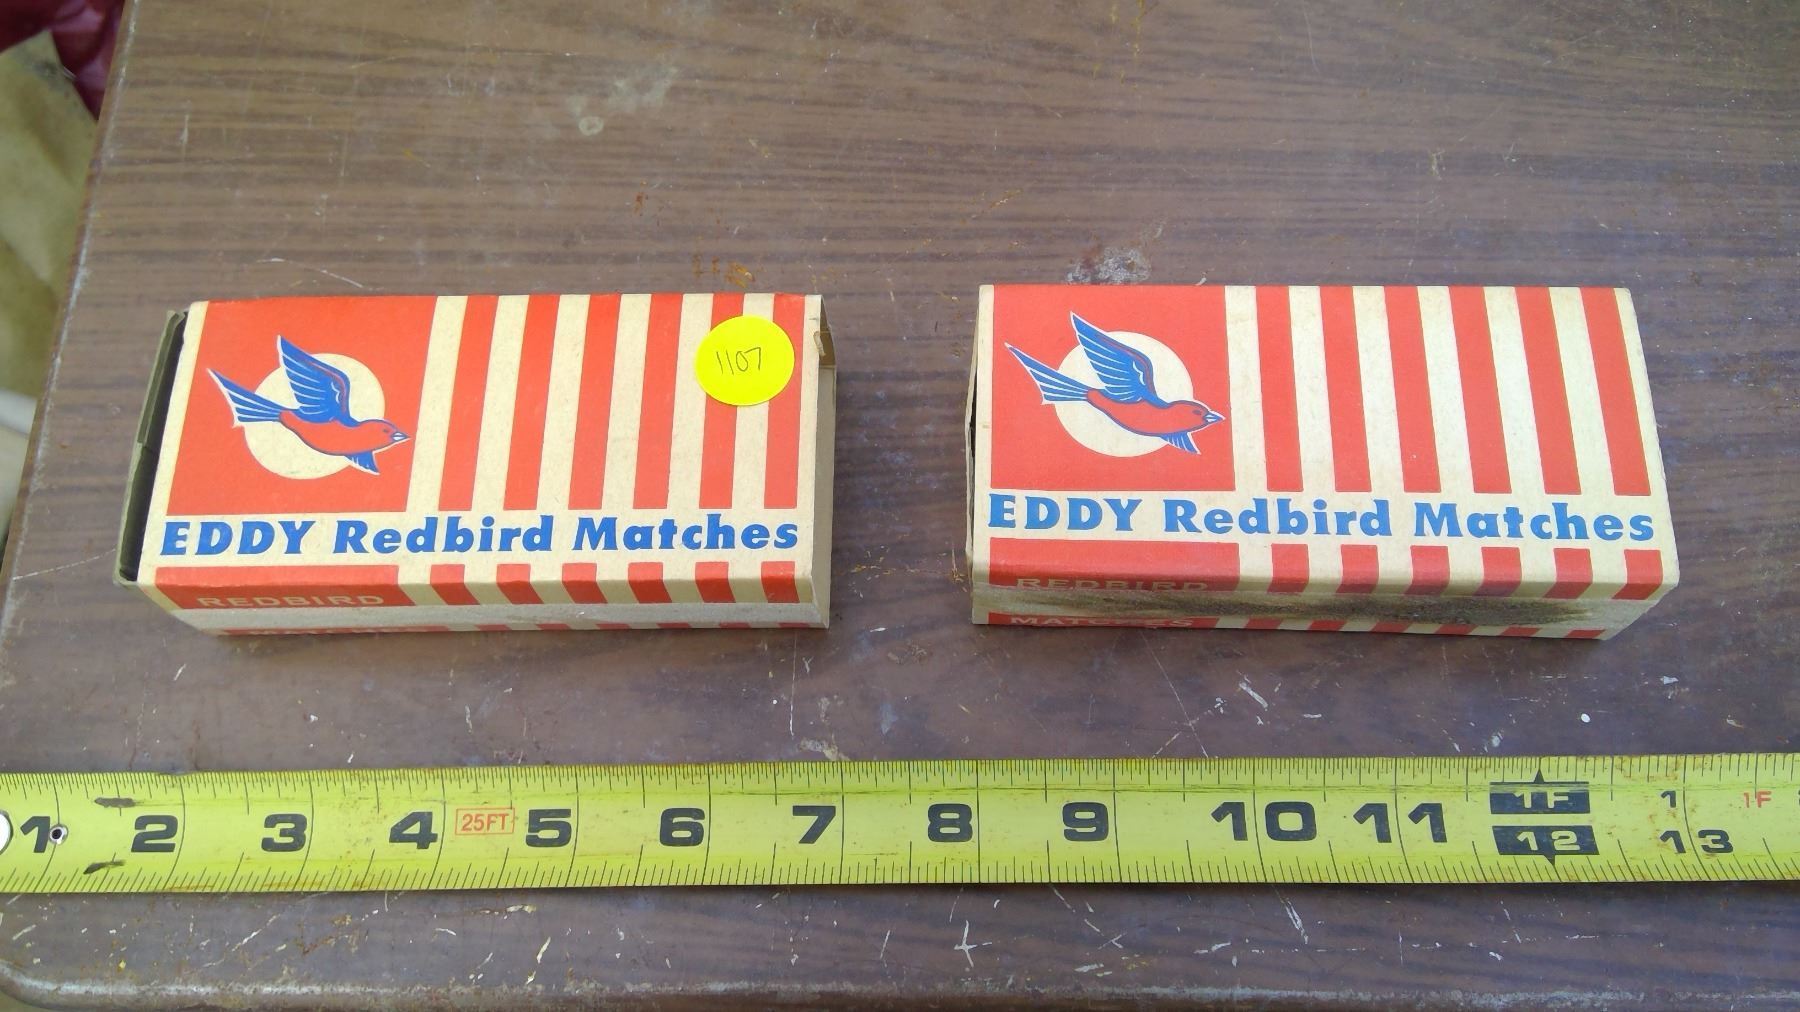 1107
EDDY Redbird Matches
REDBIRD
EDDY Redbird Matches
REDBIRD
MATCHES
1 2 3 4 25FT 5 6 7 8 9 10 11 1F 1 1F
12 13